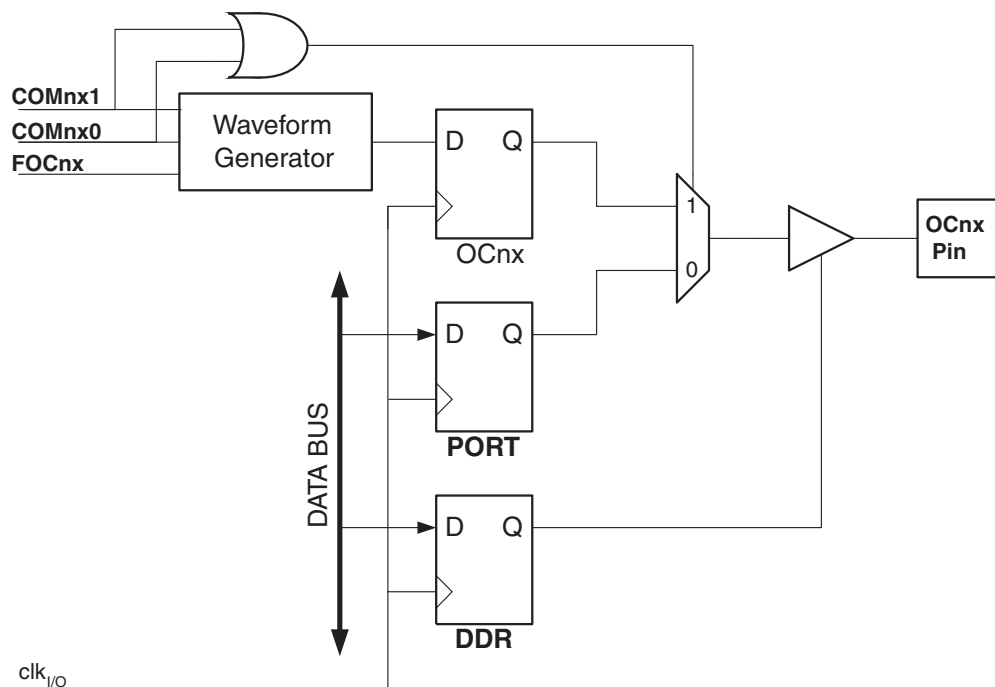 COMnx1
COMnx0
FOCnx
Waveform
Generator
D Q
OCnx
1
0
OCnx
Pin
D Q
PORT
DATA BUS
D Q
DDR
clkI/O